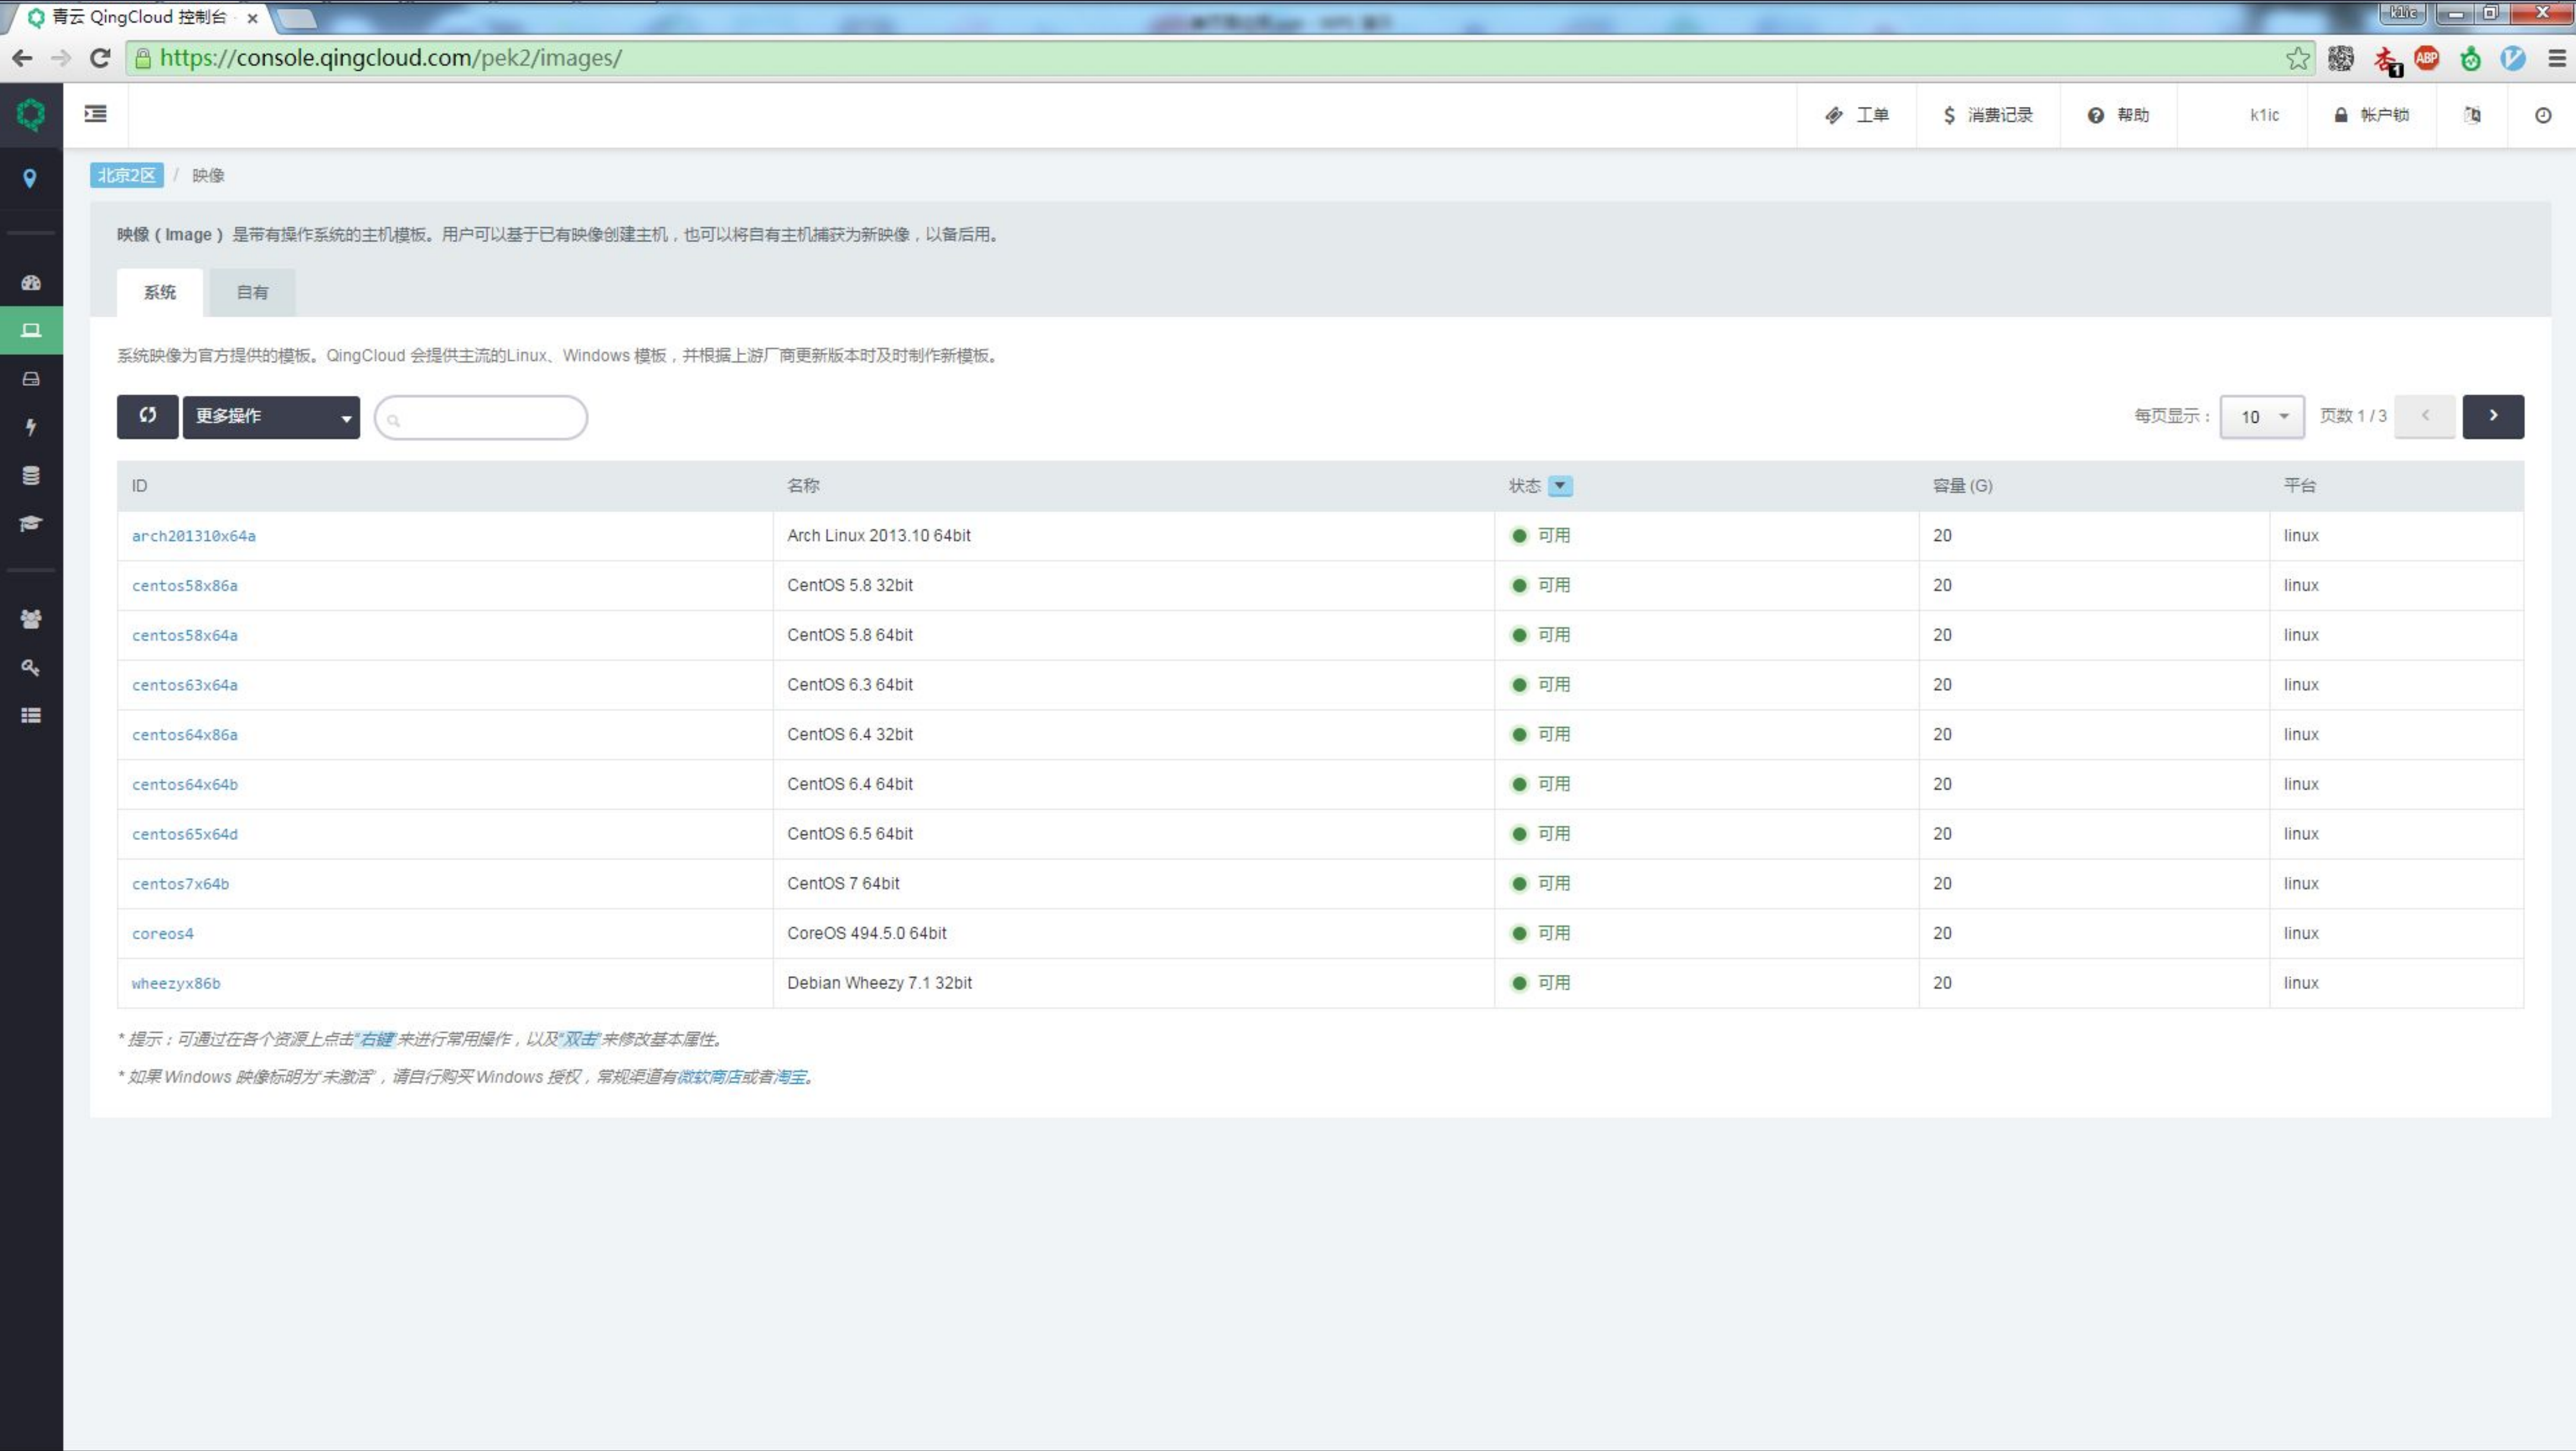 青云 QingCloud 控制台
k1ic
https://console.qingcloud.com/pek2/images/
工单 $ 消费记录 帮助 k1ic 帐户锁
北京2区 / 映像
映像 ( Image ) 是带有操作系统的主机模板。用户可以基于已有映像创建主机，也可以将自有主机捕获为新映像，以备后用。
系统 自有
系统映像为官方提供的模板。QingCloud 会提供主流的Linux、Windows 模板，并根据上游厂商更新版本时及时制作新模板。
更多操作 每页显示： 10 页数 1 / 3
ID 名称 状态 容量 (G) 平台
arch201310x64a Arch Linux 2013.10 64bit 可用 20 linux
centos58x86a CentOS 5.8 32bit 可用 20 linux
centos58x64a CentOS 5.8 64bit 可用 20 linux
centos63x64a CentOS 6.3 64bit 可用 20 linux
centos64x86a CentOS 6.4 32bit 可用 20 linux
centos64x64b CentOS 6.4 64bit 可用 20 linux
centos65x64d CentOS 6.5 64bit 可用 20 linux
centos7x64b CentOS 7 64bit 可用 20 linux
coreos4 CoreOS 494.5.0 64bit 可用 20 linux
wheezyx86b Debian Wheezy 7.1 32bit 可用 20 linux
* 提示：可通过在各个资源上点击“右键”来进行常用操作，以及“双击”来修改基本属性。
* 如果 Windows 映像标明为“未激活”，请自行购买 Windows 授权，常规渠道有微软商店或者淘宝。